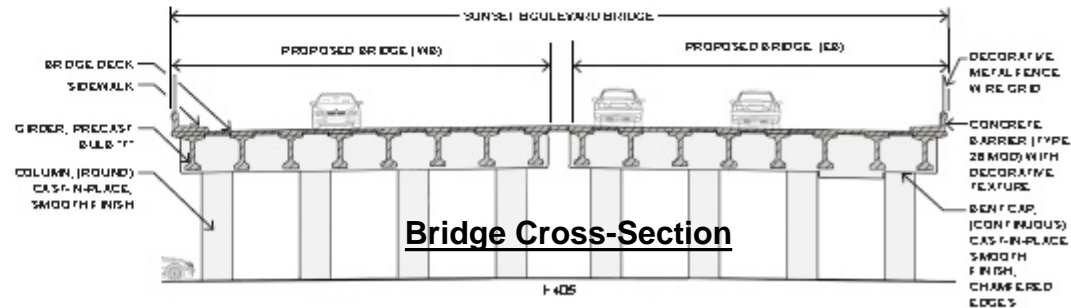 SUNSET BOULEVARD BRIDGE
PROPOSED BRIDGE (WB)
PROPOSED BRIDGE (EB)
BRIDGE DECK
SIDEWALK
GIRDER, PRECAST
BULB "T"
COLUMN, (ROUND)
CAST-IN-PLACE,
SMOOTH FINISH
DECORATIVE
METAL FENCE
WIRE GRID
CONCRETE
BARRIER (TYPE
26 MOD) WITH
DECORATIVE
TEXTURE
BENT CAP,
(CONTINUOUS)
CAST-IN-PLACE
SMOOTH
FINISH,
CHAMFERED
EDGES
Bridge Cross-Section
I-405